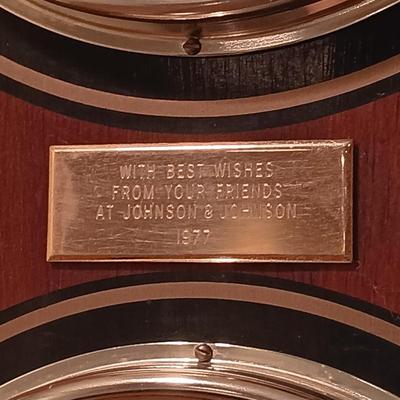 WITH BEST WISHES
FROM YOUR FRIENDS
AT JOHNSON & JOHNSON
1977